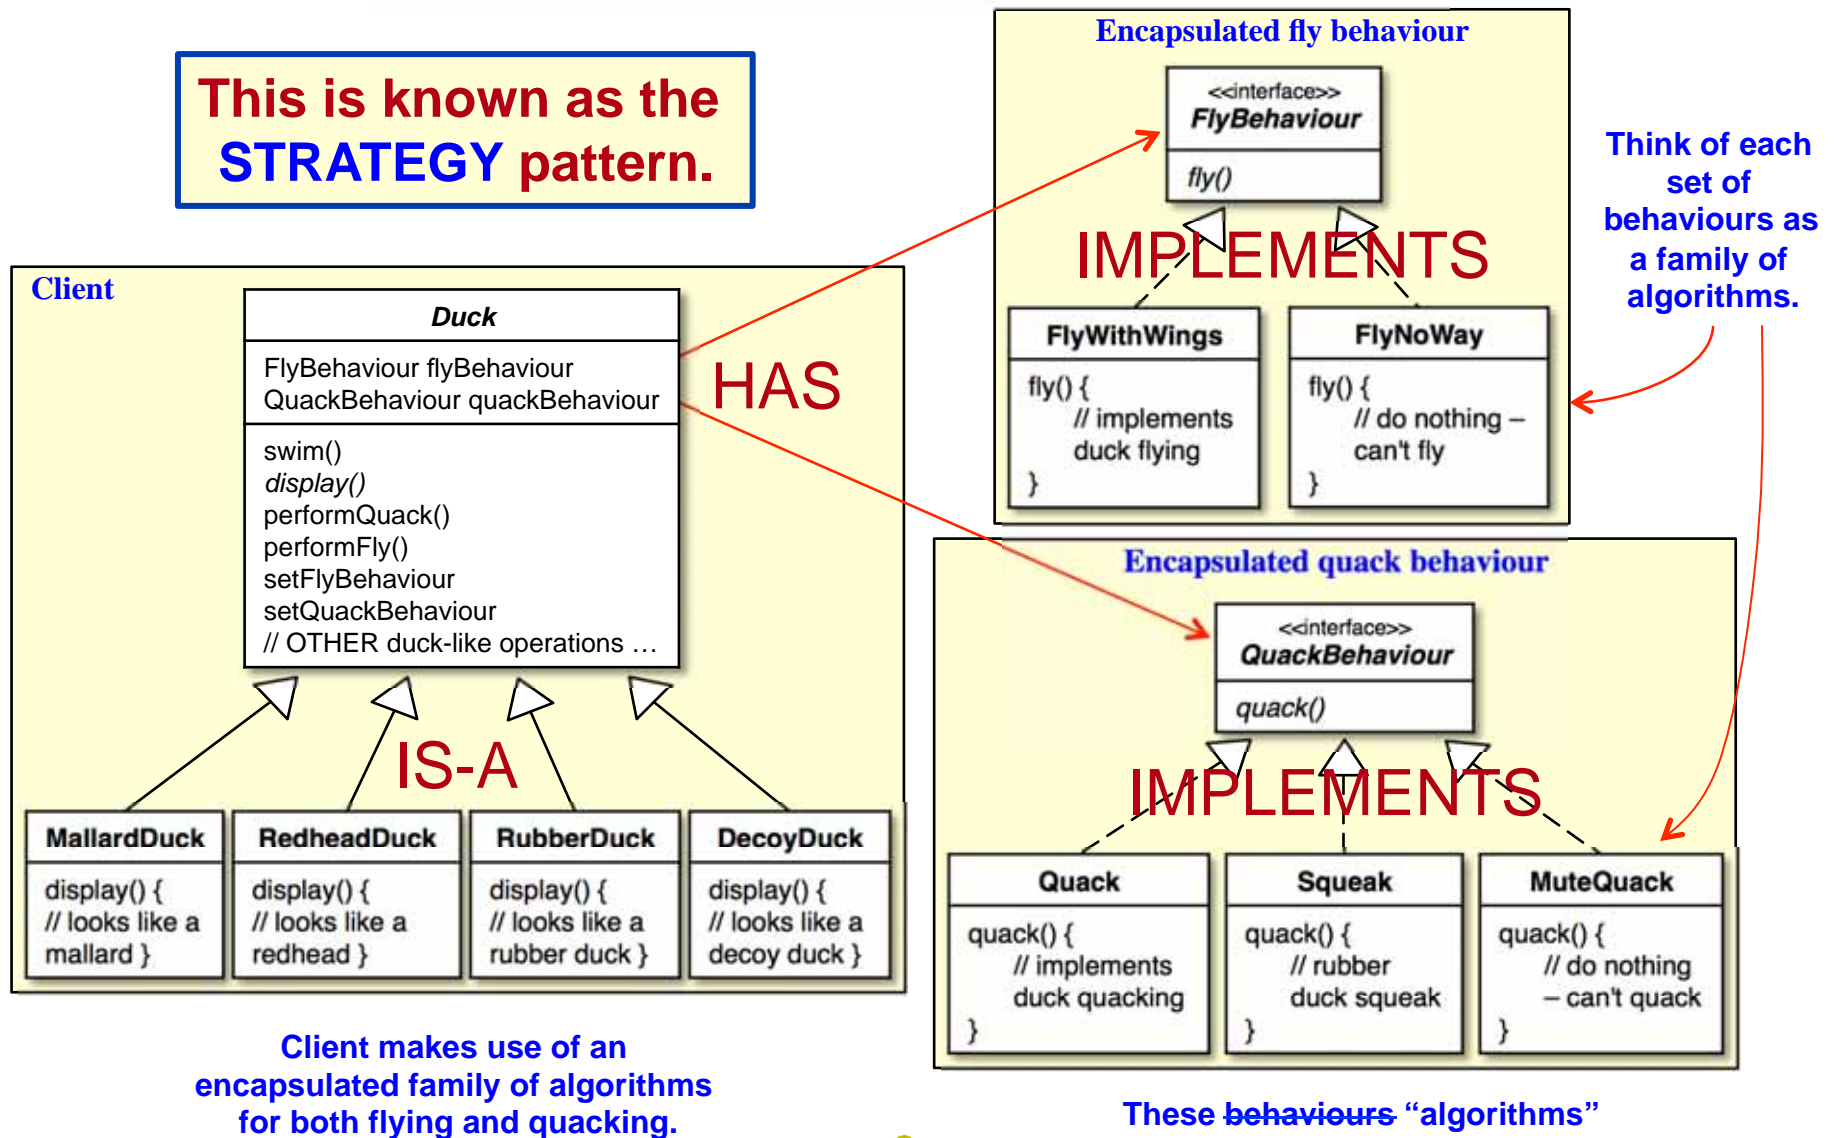 This is known as the
STRATEGY pattern.
Encapsulated fly behaviour
<<interface>>
FlyBehaviour
fly()
IMPLEMENTS
FlyWithWings
fly() {
// implements
duck flying
}
FlyNoWay
fly() {
// do nothing –
can't fly
}
Think of each
set of
behaviours as
a family of
algorithms.
Client
Duck
FlyBehaviour flyBehaviour
QuackBehaviour quackBehaviour
swim()
display()
performQuack()
performFly()
setFlyBehaviour
setQuackBehaviour
// OTHER duck-like operations …
HAS
IS-A
MallardDuck
display() {
// looks like a
mallard }
RedheadDuck
display() {
// looks like a
redhead }
RubberDuck
display() {
// looks like a
rubber duck }
DecoyDuck
display() {
// looks like a
decoy duck }
Encapsulated quack behaviour
<<interface>>
QuackBehaviour
quack()
IMPLEMENTS
Quack
quack() {
// implements
duck quacking
}
Squeak
quack() {
// rubber
duck squeak
}
MuteQuack
quack() {
// do nothing
– can't quack
}
Client makes use of an
encapsulated family of algorithms
for both flying and quacking.
These behaviours “algorithms”